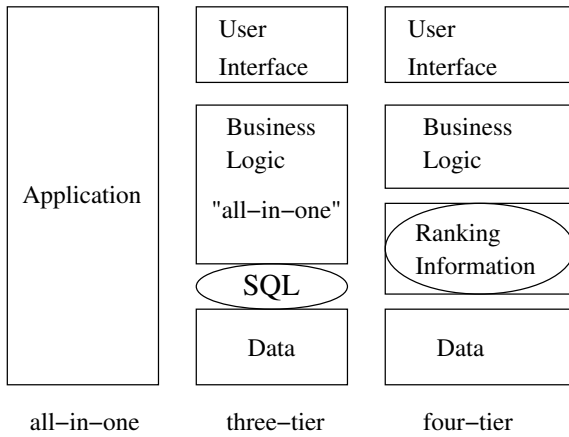 Application
all−in−one
User
Interface
Business
Logic
"all−in−one"
SQL
Data
three−tier
User
Interface
Business
Logic
Ranking
Information
Data
four−tier